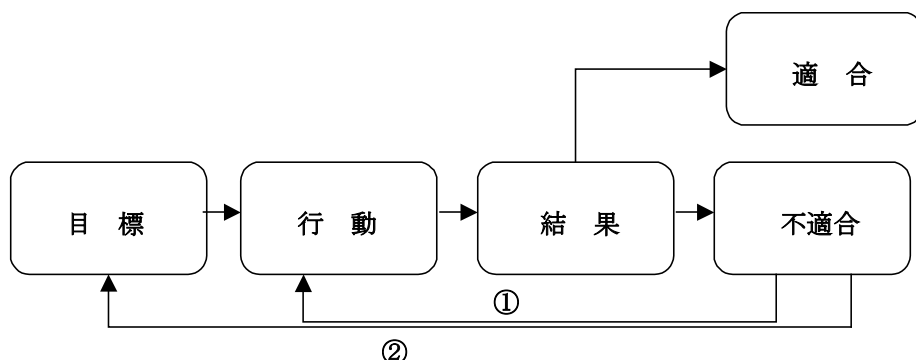 適 合
目 標
行 動
結 果
不適合
①
②